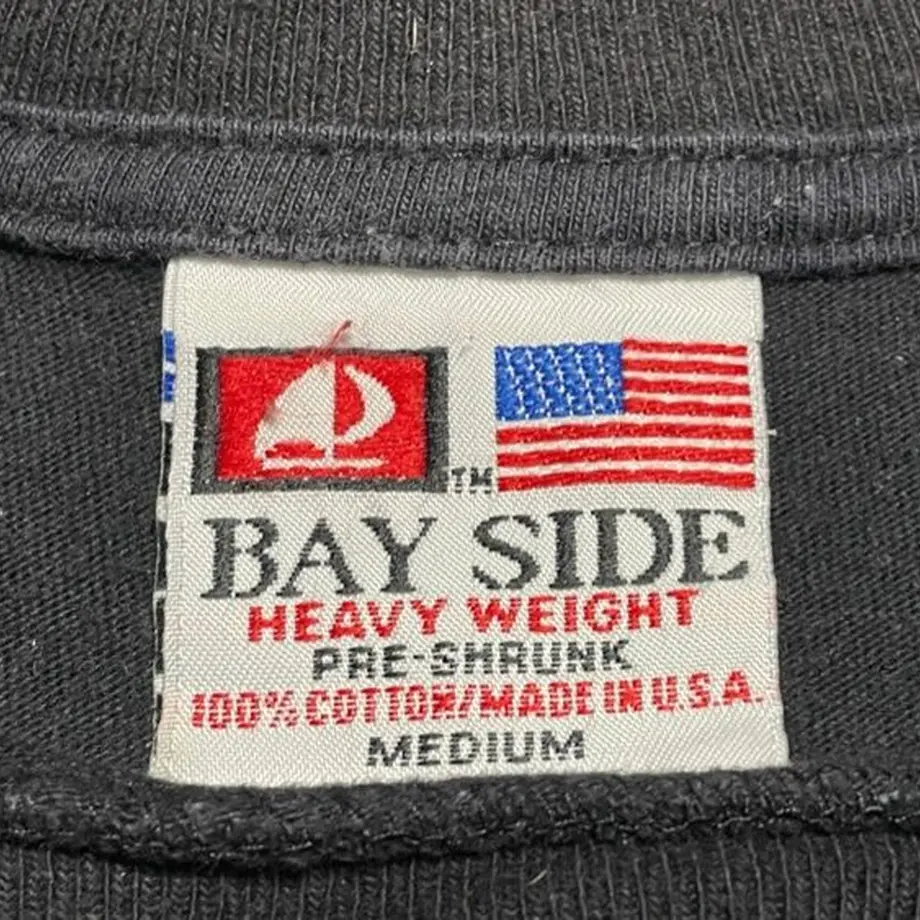 TM
BAY SIDE
HEAVY WEIGHT
PRE-SHRUNK
100% COTTON/MADE IN U.S.A.
MEDIUM